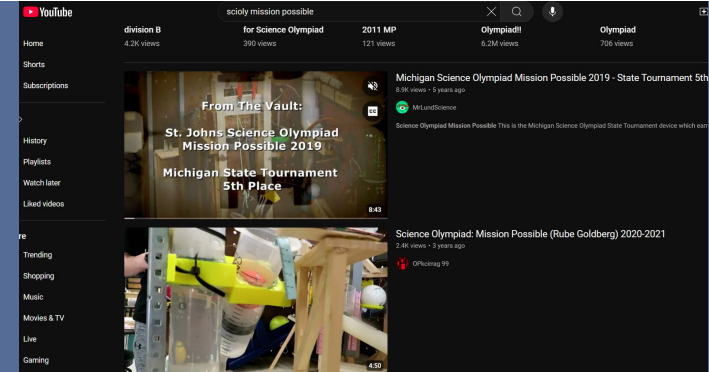 YouTube
scioly mission possible
division B
for Science Olympiad
2011 MP
Olympiad!!
Olympiad
4.2K views
390 views
121 views
6.2M views
706 views
Home
Shorts
Subscriptions
History
Playlists
Watch later
Liked videos
re
Trending
Shopping
Music
Movies & TV
Live
Gaming
From The Vault:
St. Johns Science Olympiad
Mission Possible 2019
Michigan State Tournament
5th Place
CC
8:43
Michigan Science Olympiad Mission Possible 2019 - State Tournament 5th
8.9K views • 5 years ago
MrLundScience
Science Olympiad Mission Possible This is the Michigan Science Olympiad State Tournament device which earn
4:50
Science Olympiad: Mission Possible (Rube Goldberg) 2020-2021
2.4K views • 3 years ago